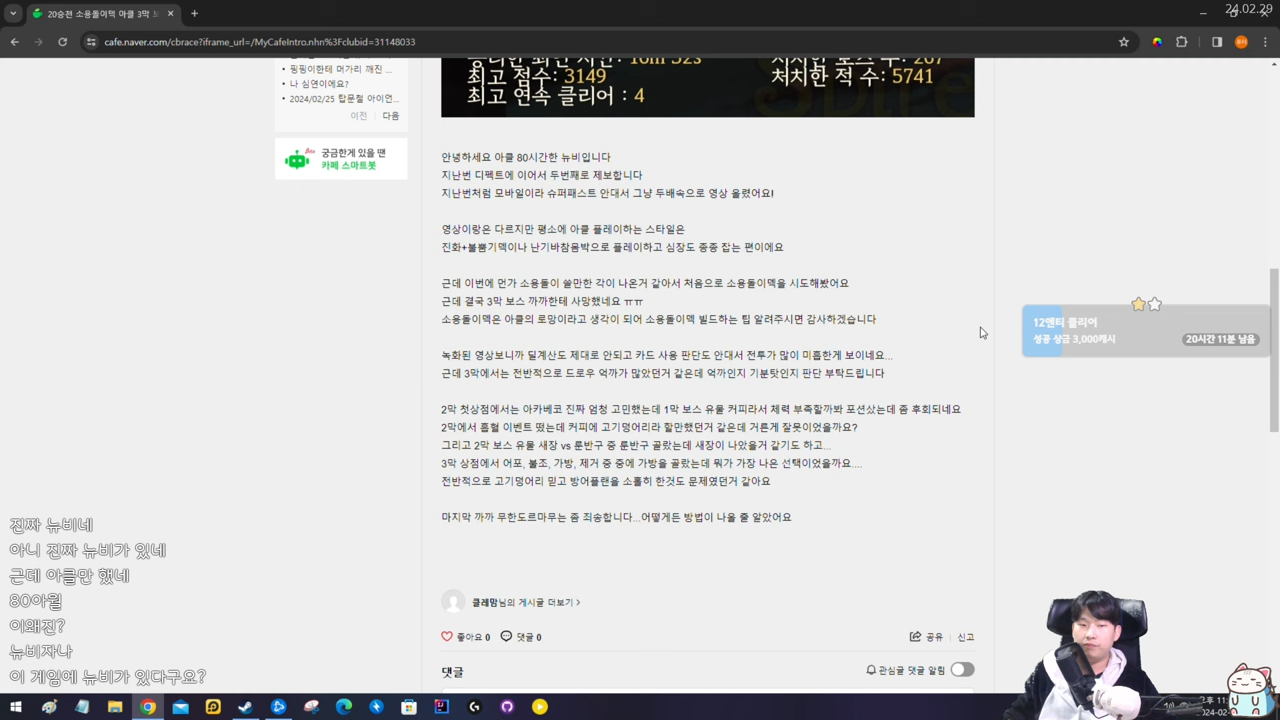 24.02.29
20승천 소용돌이덱 아클 3막 보
cafe.naver.com/cbrace?iframe_url=/MyCafeIntro.nhn%3Fclubid=31148033
핑핑이한테 머가리 깨진 ...
나 심연이에요?
2024/02/25 탑문철 아이언...
이전 다음
궁금한게 있을 땐 Beta
카페 스마트봇
최고 점수: 3149
처치한 적 수: 5741
최고 연속 클리어 : 4
안녕하세요 아클 80시간한 뉴비입니다
지난번 디펙트에 이어서 두번째로 제보합니다
지난번처럼 모바일이라 슈퍼패스트 안돼서 그냥 두배속으로 영상 올렸어요!
영상이랑은 다르지만 평소에 아클 플레이하는 스타일은
진화+불뿜기덱이나 난기바참몸박으로 플레이하고 심장도 종종 잡는 편이에요
근데 이번에 먼가 소용돌이 쓸만한 각이 나온거 같아서 처음으로 소용돌이덱을 시도해봤어요
근데 결국 3막 보스 까까한테 사망했네요 ㅠㅠ
소용돌이덱은 아클의 로망이라고 생각이 되어 소용돌이덱 빌드하는 팁 알려주시면 감사하겠습니다
녹화된 영상보니까 딜계산도 제대로 안되고 카드 사용 판단도 안돼서 전투가 많이 미흡한게 보이네요...
근데 3막에서는 전반적으로 드로우 억까가 많았던거 같은데 억까인지 기분탓인지 판단 부탁드립니다
2막 첫상점에서는 아카베코 진짜 엄청 고민했는데 1막 보스 유물 커피라서 체력 부족할까봐 포션샀는데 좀 후회되네요
2막에서 흡혈 이벤트 떴는데 커피에 고기덩어리라 할만했던거 같은데 거른게 잘못이었을까요?
그리고 2막 보스 유물 새장 vs 룬반구 중 룬반구 골랐는데 새장이 나았을거 같기도 하고...
3막 상점에서 어포, 불조, 가방, 제거 중 중에 가방을 골랐는데 뭐가 가장 나은 선택이었을까요....
전반적으로 고기덩어리 믿고 방어플랜을 소홀히 한것도 문제였던거 같아요
마지막 까까 무한도르마무는 좀 죄송합니다...어떻게든 방법이 나올 줄 알았어요
클레맘님의 게시글 더보기 >
좋아요 0 댓글 0
공유 신고
댓글
관심글 댓글 알림
12앤티 클리어
성공 상금 3,000캐시
20시간 11분 남음
진짜 뉴비네
아니 진짜 뉴비가 있네
근데 아클만 했네
80아월
이왜진?
뉴비자나
이 게임에 뉴비가 있다구요?